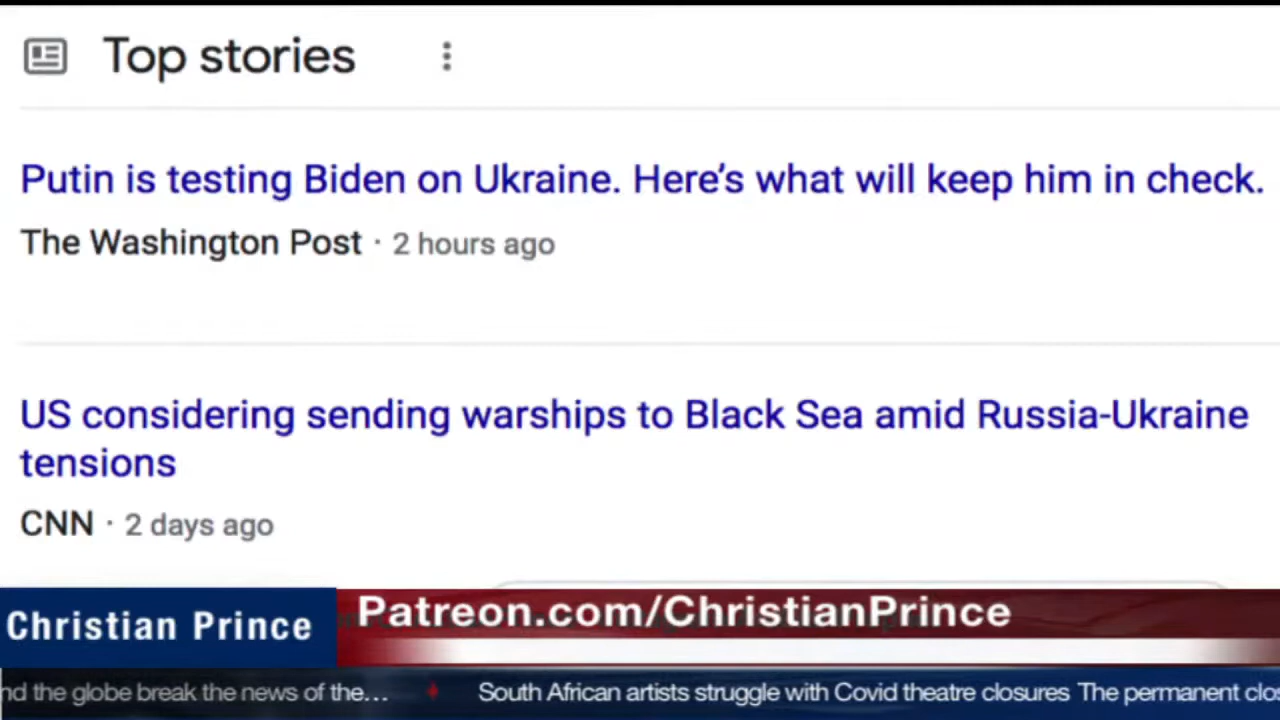 Top stories
Putin is testing Biden on Ukraine. Here’s what will keep him in check.
The Washington Post · 2 hours ago
US considering sending warships to Black Sea amid Russia-Ukraine
tensions
CNN · 2 days ago
Christian Prince
Patreon.com/ChristianPrince
nd the globe break the news of the… South African artists struggle with Covid theatre closures The permanent clo